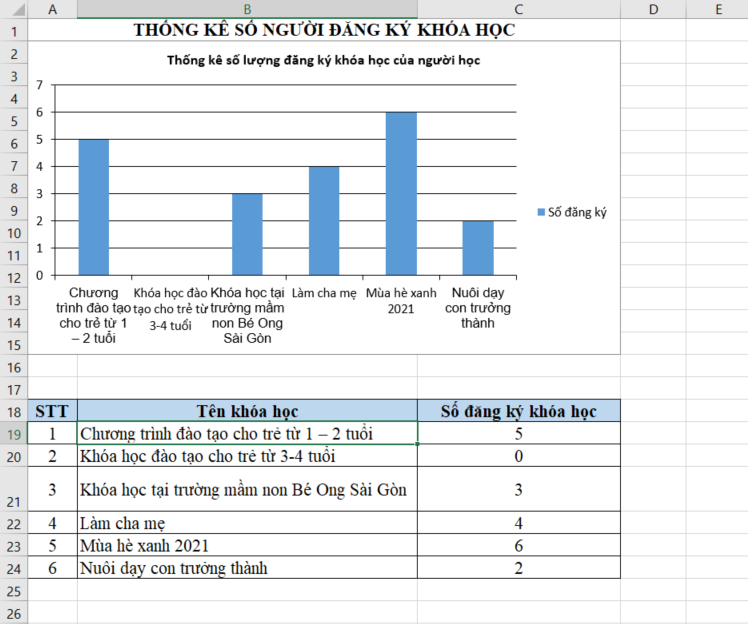 A B C D E
1 THỐNG KÊ SỐ NGƯỜI ĐĂNG KÝ KHÓA HỌC
2
Thống kê số lượng đăng ký khóa học của người học
3
4
5
6
7
8
9
10
11
12
13
14
15
7
6
5
4
3
2
1
0
Số đăng ký
Chương
trình đào tạo
cho trẻ từ 1
– 2 tuổi
Khóa học đào
tạo cho trẻ từ
3-4 tuổi
Khóa học tại
trường mầm
non Bé Ong
Sài Gòn
Làm cha mẹ
Mùa hè xanh
2021
Nuôi dạy
con trưởng
thành
16
17
18 STT Tên khóa học Số đăng ký khóa học
19 1 Chương trình đào tạo cho trẻ từ 1 – 2 tuổi 5
20 2 Khóa học đào tạo cho trẻ từ 3-4 tuổi 0
21 3 Khóa học tại trường mầm non Bé Ong Sài Gòn 3
22 4 Làm cha mẹ 4
23 5 Mùa hè xanh 2021 6
24 6 Nuôi dạy con trưởng thành 2
25
26